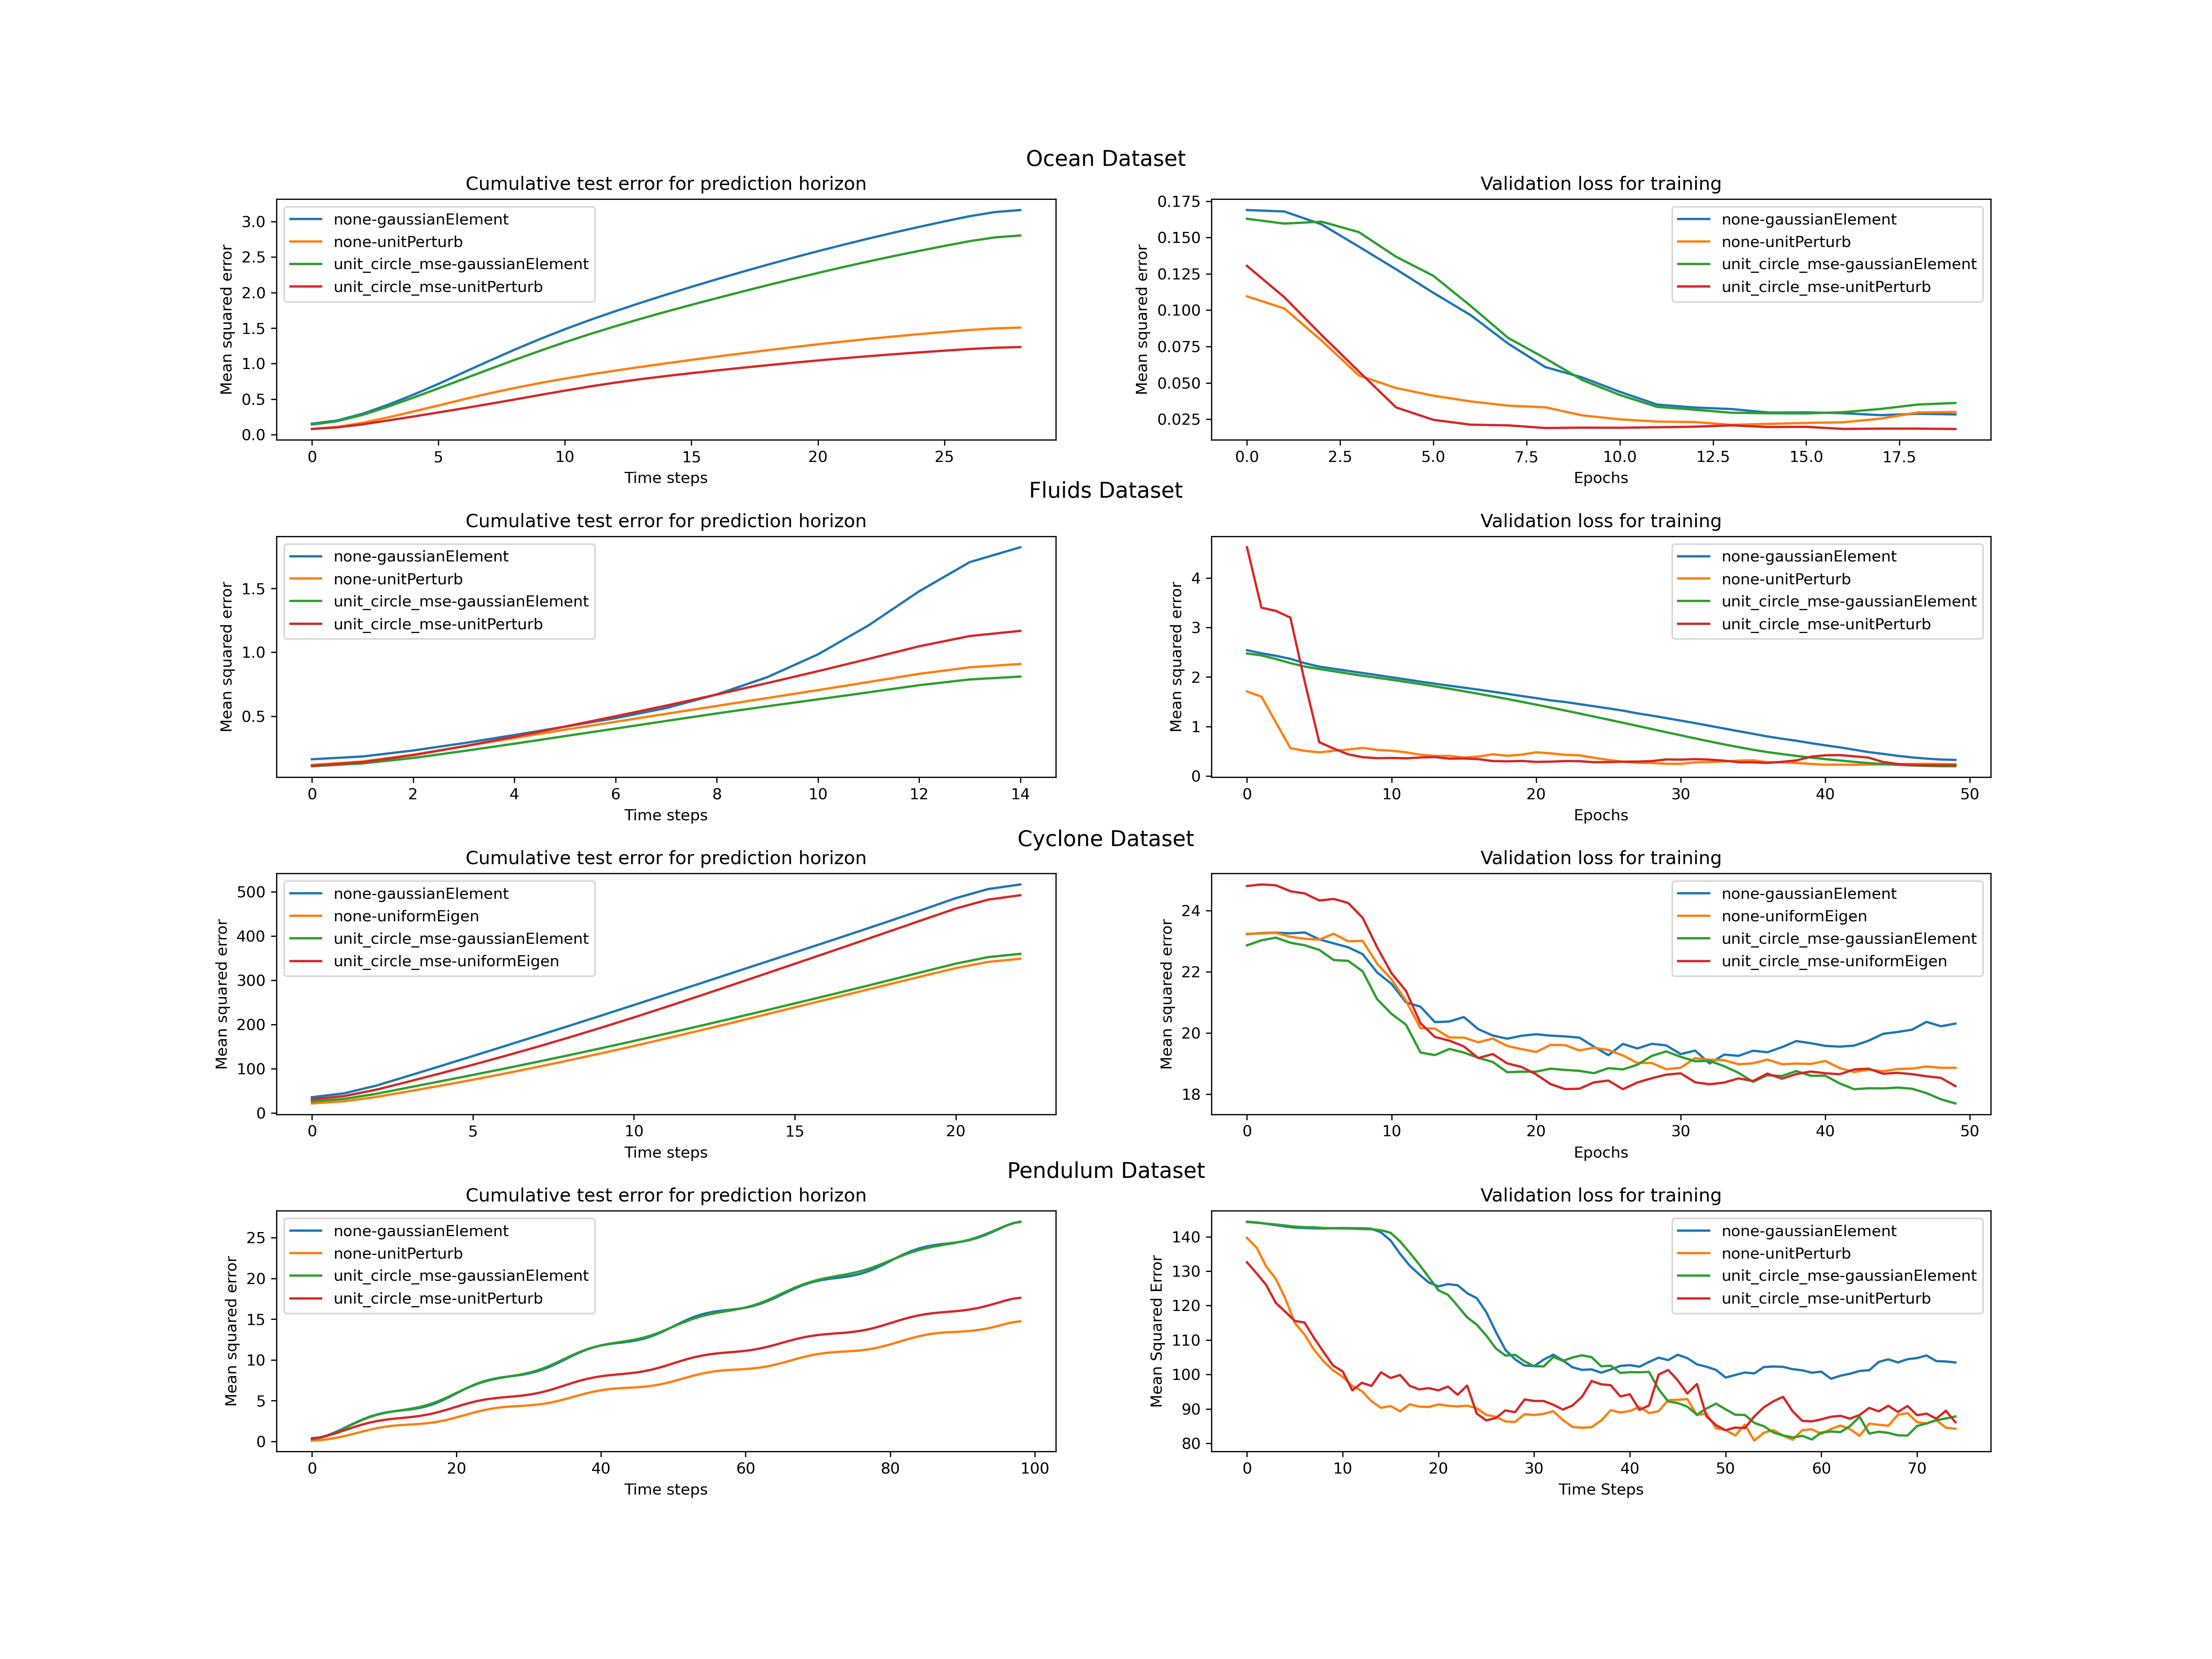 Ocean Dataset
Cumulative test error for prediction horizon
Mean squared error
3.0
2.5
2.0
1.5
1.0
0.5
0.0
none-gaussianElement
none-unitPerturb
unit_circle_mse-gaussianElement
unit_circle_mse-unitPerturb
0 5 10 15 20 25
Time steps
Validation loss for training
Mean squared error
0.175
0.150
0.125
0.100
0.075
0.050
0.025
none-gaussianElement
none-unitPerturb
unit_circle_mse-gaussianElement
unit_circle_mse-unitPerturb
0.0 2.5 5.0 7.5 10.0 12.5 15.0 17.5
Epochs
Fluids Dataset
Cumulative test error for prediction horizon
Mean squared error
1.5
1.0
0.5
none-gaussianElement
none-unitPerturb
unit_circle_mse-gaussianElement
unit_circle_mse-unitPerturb
0 2 4 6 8 10 12 14
Time steps
Validation loss for training
Mean squared error
4
3
2
1
0
none-gaussianElement
none-unitPerturb
unit_circle_mse-gaussianElement
unit_circle_mse-unitPerturb
0 10 20 30 40 50
Epochs
Cyclone Dataset
Cumulative test error for prediction horizon
Mean squared error
500
400
300
200
100
0
none-gaussianElement
none-uniformEigen
unit_circle_mse-gaussianElement
unit_circle_mse-uniformEigen
0 5 10 15 20
Time steps
Validation loss for training
Mean squared error
24
22
20
18
none-gaussianElement
none-uniformEigen
unit_circle_mse-gaussianElement
unit_circle_mse-uniformEigen
0 10 20 30 40 50
Epochs
Pendulum Dataset
Cumulative test error for prediction horizon
Mean squared error
25
20
15
10
5
0
none-gaussianElement
none-unitPerturb
unit_circle_mse-gaussianElement
unit_circle_mse-unitPerturb
0 20 40 60 80 100
Time steps
Validation loss for training
Mean Squared Error
140
130
120
110
100
90
80
none-gaussianElement
none-unitPerturb
unit_circle_mse-gaussianElement
unit_circle_mse-unitPerturb
0 10 20 30 40 50 60 70
Time Steps